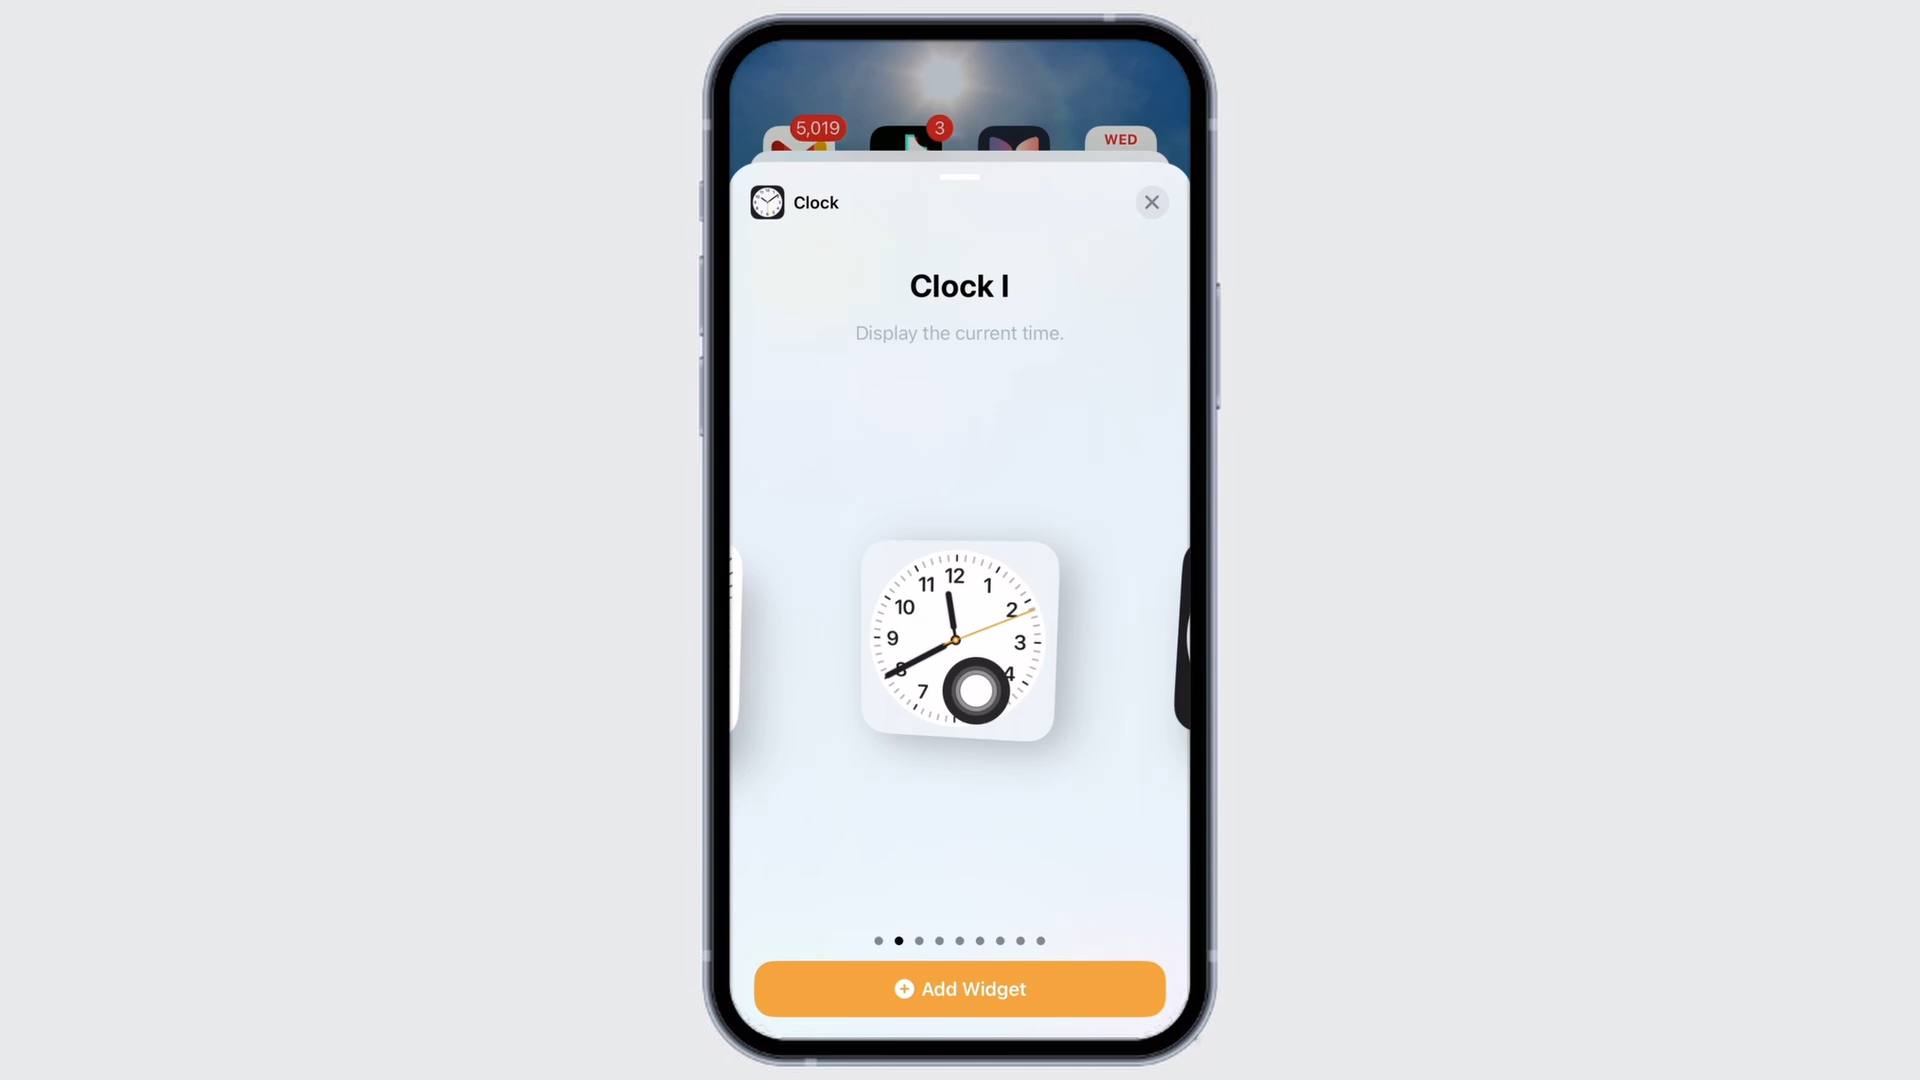 5,019
3
WED
Clock
Clock I
Display the current time.
12
11
1
10
2
9
3
8
4
7
Add Widget